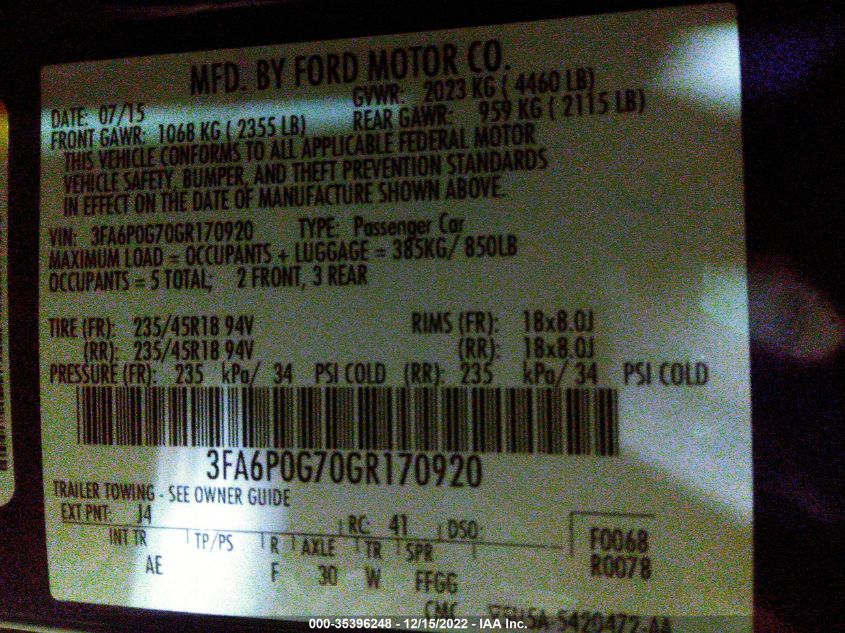 MFD. BY FORD MOTOR CO.
DATE: 07/15 GVWR: 2023 KG ( 4460 LB)
FRONT GAWR: 1068 KG ( 2355 LB) REAR GAWR: 959 KG ( 2115 LB)
THIS VEHICLE CONFORMS TO ALL APPLICABLE FEDERAL MOTOR
VEHICLE SAFETY, BUMPER, AND THEFT PREVENTION STANDARDS
IN EFFECT ON THE DATE OF MANUFACTURE SHOWN ABOVE.
VIN: 3FA6P0G70GR170920 TYPE: Passenger Car
MAXIMUM LOAD = OCCUPANTS + LUGGAGE = 385KG/ 850LB
OCCUPANTS = 5 TOTAL; 2 FRONT, 3 REAR
TIRE (FR): 235/45R18 94V RIMS (FR): 18x8.0J
(RR): 235/45R18 94V (RR): 18x8.0J
PRESSURE (FR): 235 kPa/ 34 PSI COLD (RR): 235 kPa/ 34 PSI COLD
3FA6P0G70GR170920
TRAILER TOWING - SEE OWNER GUIDE
EXT PNT: J4 RC: 41 DSO:
INT TR TP/PS R AXLE TR SPR F0068
AE F 30 W FFGG R0078
CMC 5420472-AA
000-35396248 - 12/15/2022 - IAA Inc.